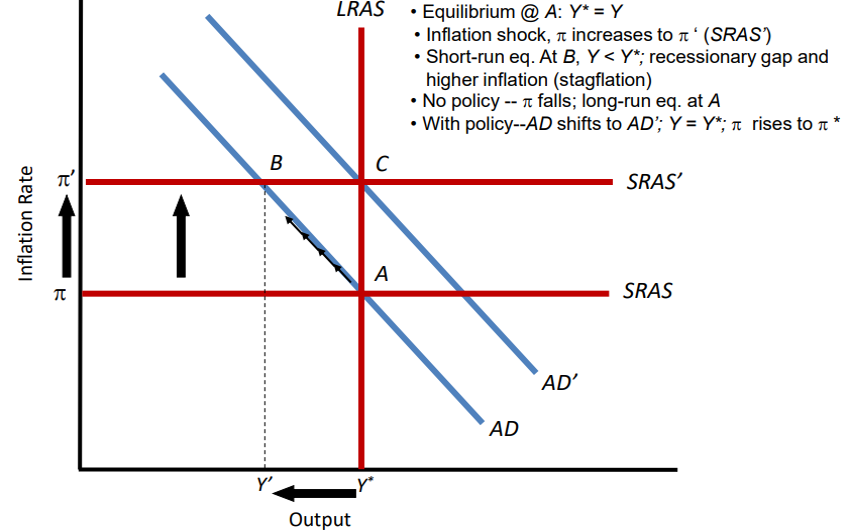 LRAS
• Equilibrium @ A: Y* = Y
• Inflation shock, π increases to π ‘ (SRAS’)
• Short-run eq. At B, Y < Y*; recessionary gap and
higher inflation (stagflation)
• No policy -- π falls; long-run eq. at A
• With policy--AD shifts to AD’; Y = Y*; π rises to π *
B
C
π’
SRAS’
Inflation Rate
A
π
SRAS
AD’
AD
Y’
Y*
Output